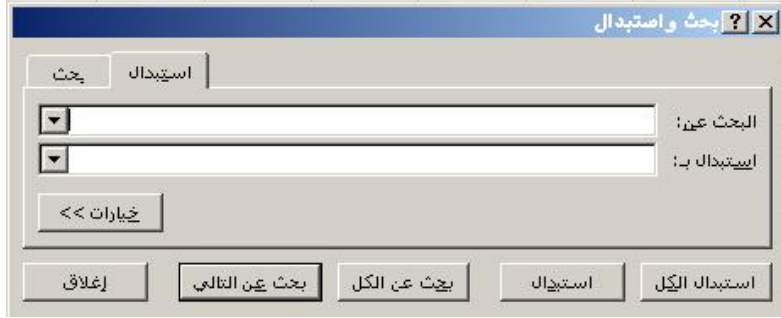 بحث واستبدال
بحث
استبدال
البحث عن:
استبدال بـ:
خيارات >>
استبدال الكل
استبدال
بحث عن الكل
بحث عن التالي
إغلاق